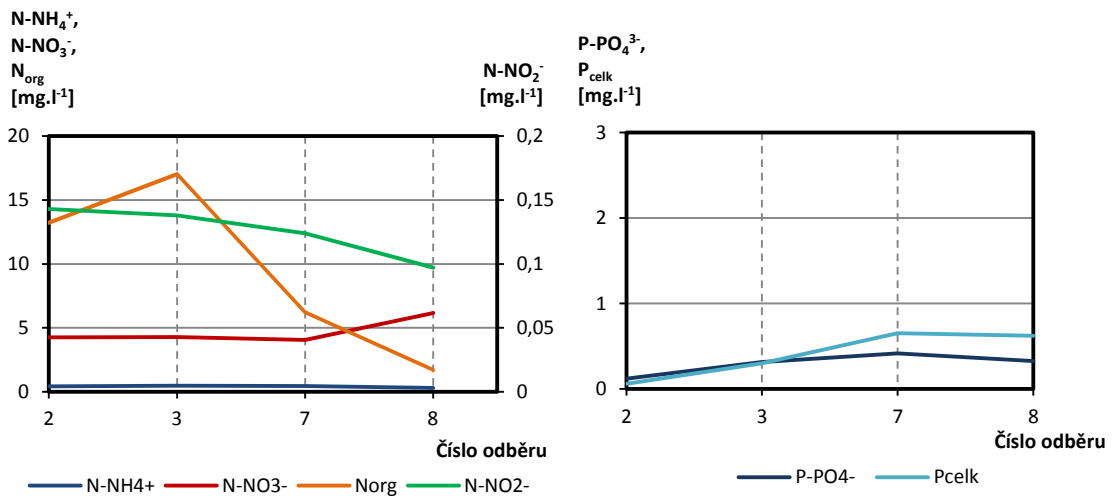 N-NH₄⁺,
N-NO₃⁻,
N_org
[mg.l⁻¹]
N-NO₂⁻
[mg.l⁻¹]
20
15
10
5
0
0,2
0,15
0,1
0,05
0
2 3 7 8
Číslo odběru
N-NH4+ N-NO3- Norg N-NO2-
P-PO₄³⁻,
P_celk
[mg.l⁻¹]
3
2
1
0
2 3 7 8
Číslo odběru
P-PO4- Pcelk